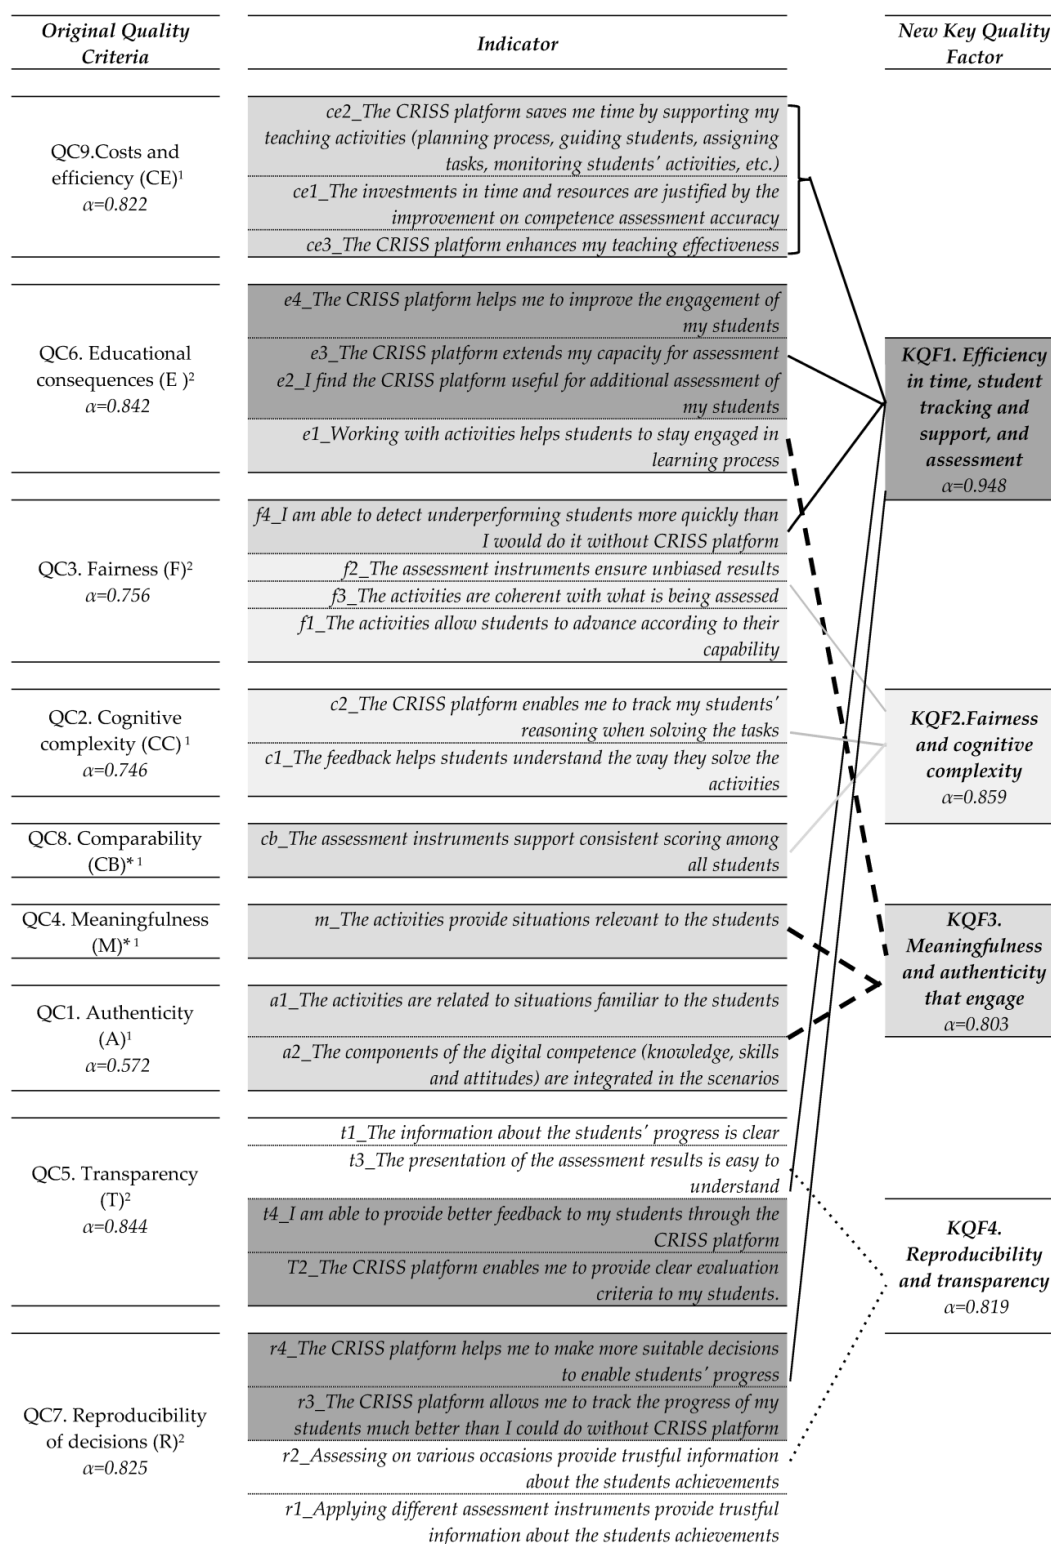 Original Quality
Criteria
Indicator
New Key Quality
Factor
QC9.Costs and
efficiency (CE)¹
α=0.822
ce2_The CRISS platform saves me time by supporting my
teaching activities (planning process, guiding students, assigning
tasks, monitoring students' activities, etc.)
ce1_The investments in time and resources are justified by the
improvement on competence assessment accuracy
ce3_The CRISS platform enhances my teaching effectiveness
QC6. Educational
consequences (E )²
α=0.842
e4_The CRISS platform helps me to improve the engagement of
my students
e3_The CRISS platform extends my capacity for assessment
e2_I find the CRISS platform useful for additional assessment of
my students
e1_Working with activities helps students to stay engaged in
learning process
KQF1. Efficiency
in time, student
tracking and
support, and
assessment
α=0.948
QC3. Fairness (F)²
α=0.756
f4_I am able to detect underperforming students more quickly than
I would do it without CRISS platform
f2_The assessment instruments ensure unbiased results
f3_The activities are coherent with what is being assessed
f1_The activities allow students to advance according to their
capability
QC2. Cognitive
complexity (CC) ¹
α=0.746
c2_The CRISS platform enables me to track my students'
reasoning when solving the tasks
c1_The feedback helps students understand the way they solve the
activities
KQF2.Fairness
and cognitive
complexity
α=0.859
QC8. Comparability
(CB)* ¹
cb_The assessment instruments support consistent scoring among
all students
QC4. Meaningfulness
(M)* ¹
m_The activities provide situations relevant to the students
KQF3.
Meaningfulness
and authenticity
that engage
α=0.803
QC1. Authenticity
(A)¹
α=0.572
a1_The activities are related to situations familiar to the students
a2_The components of the digital competence (knowledge, skills
and attitudes) are integrated in the scenarios
QC5. Transparency
(T)²
α=0.844
t1_The information about the students' progress is clear
t3_The presentation of the assessment results is easy to
understand
t4_I am able to provide better feedback to my students through the
CRISS platform
T2_The CRISS platform enables me to provide clear evaluation
criteria to my students.
KQF4.
Reproducibility
and transparency
α=0.819
QC7. Reproducibility
of decisions (R)²
α=0.825
r4_The CRISS platform helps me to make more suitable decisions
to enable students' progress
r3_The CRISS platform allows me to track the progress of my
students much better than I could do without CRISS platform
r2_Assessing on various occasions provide trustful information
about the students achievements
r1_Applying different assessment instruments provide trustful
information about the students achievements